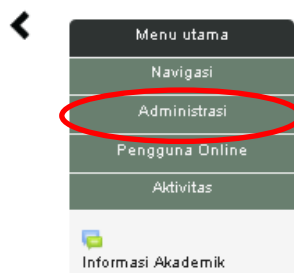 Menu utama
Navigasi
Administrasi
Pengguna Online
Aktivitas
Informasi Akademik